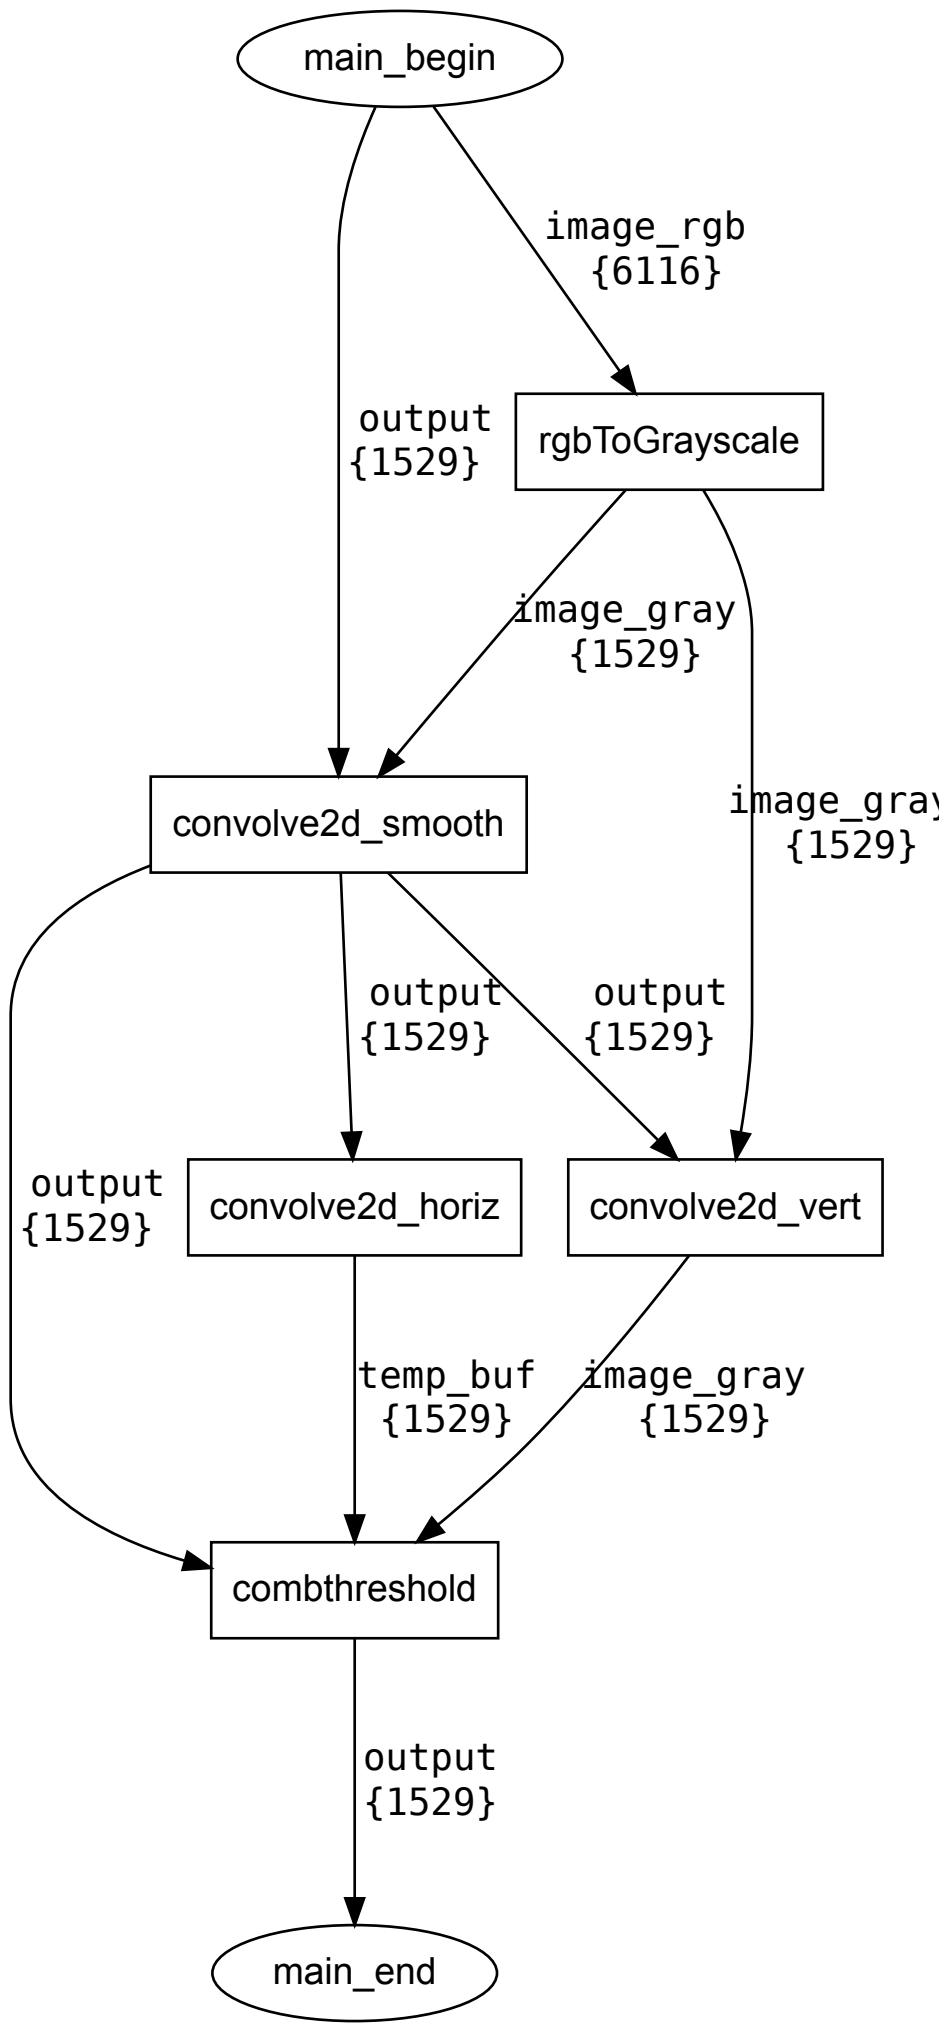 main_begin
image_rgb
{6116}
output
{1529}
rgbToGrayscale
image_gray
{1529}
image_gray
{1529}
convolve2d_smooth
output
{1529}
output
{1529}
output
{1529}
convolve2d_horiz
convolve2d_vert
temp_buf
{1529}
image_gray
{1529}
combthreshold
output
{1529}
main_end